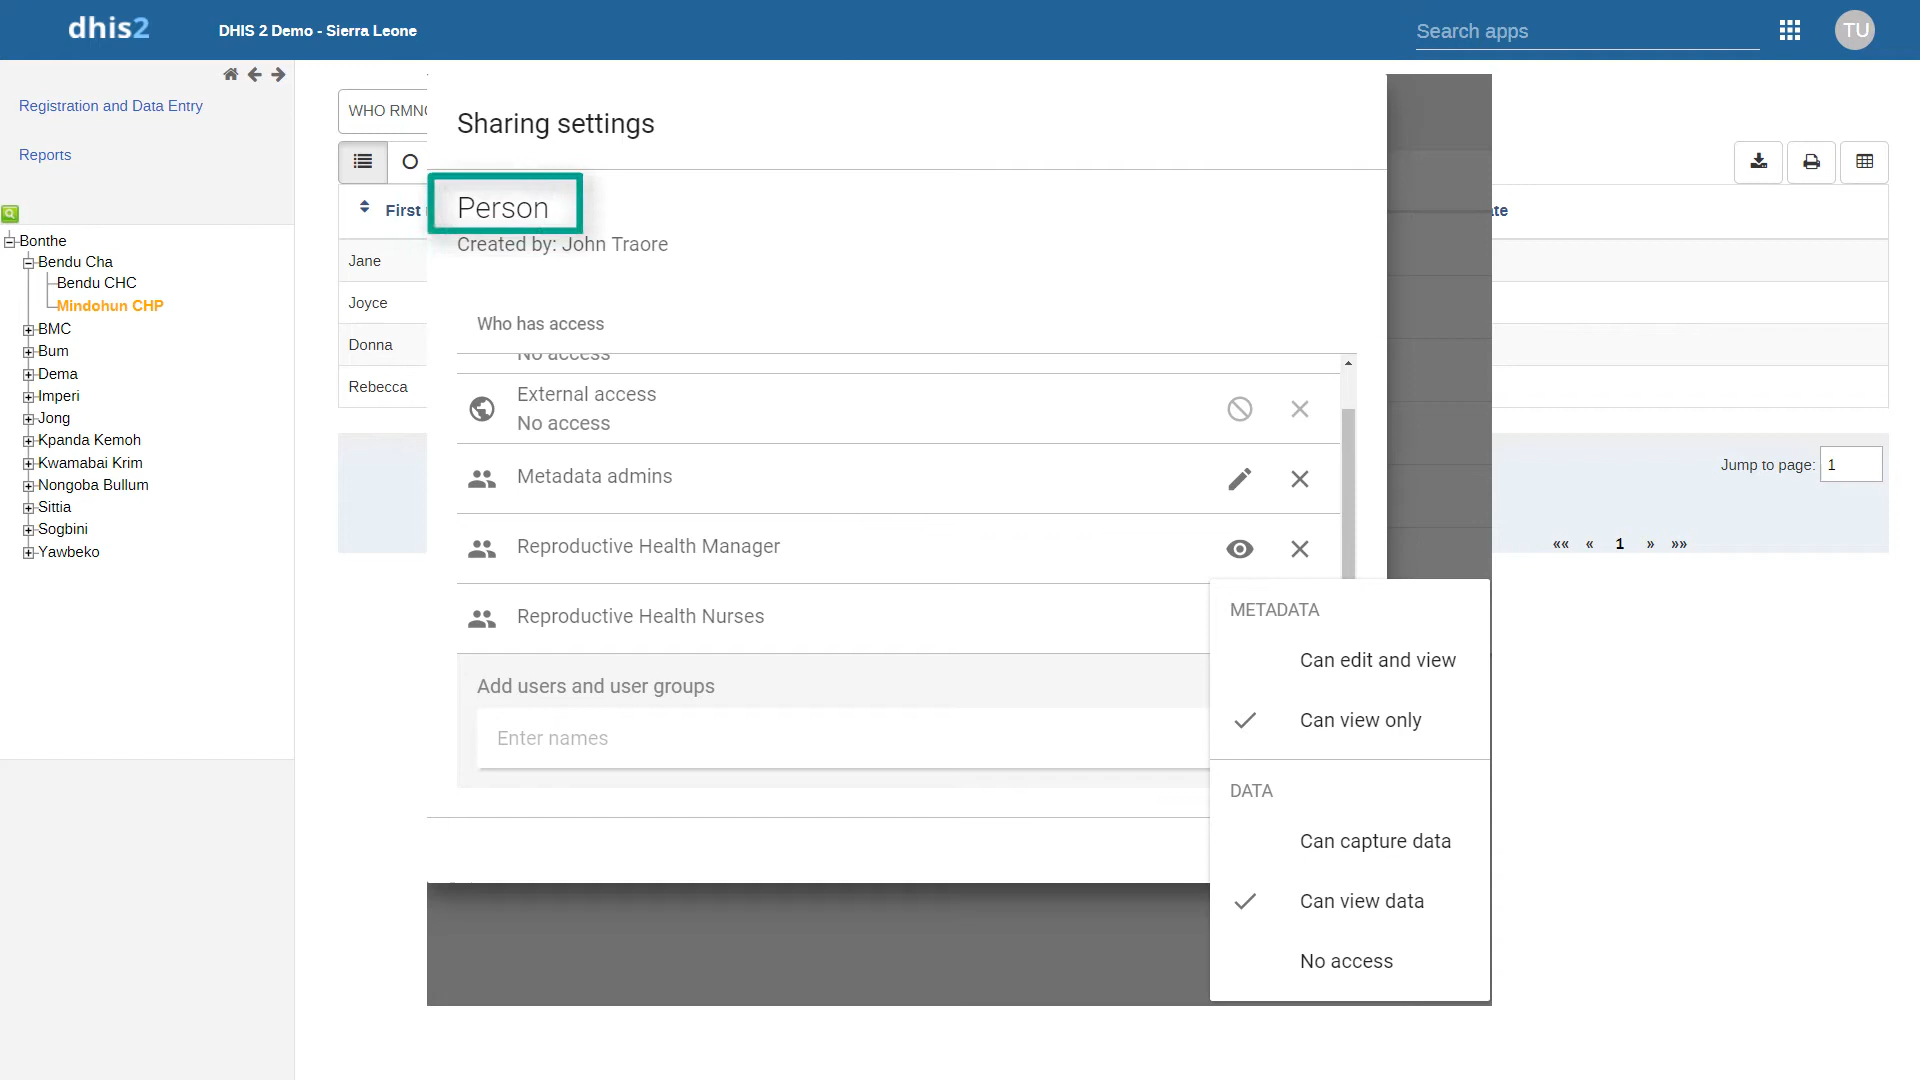 dhis2
DHIS 2 Demo - Sierra Leone
Search apps
TU
Registration and Data Entry
Reports
Bonthe
Bendu Cha
Bendu CHC
Mindohun CHP
BMC
Bum
Dema
Imperi
Jong
Kpanda Kemoh
Kwamabai Krim
Nongoba Bullum
Sittia
Sogbini
Yawbeko
WHO RMNC
First
Jane
Joyce
Donna
Rebecca
Sharing settings
Person
Created by: John Traore
Who has access
No access
External access
No access
Metadata admins
Reproductive Health Manager
Reproductive Health Nurses
Add users and user groups
Enter names
METADATA
Can edit and view
Can view only
DATA
Can capture data
Can view data
No access
Jump to page: 1
«« « 1 » »»